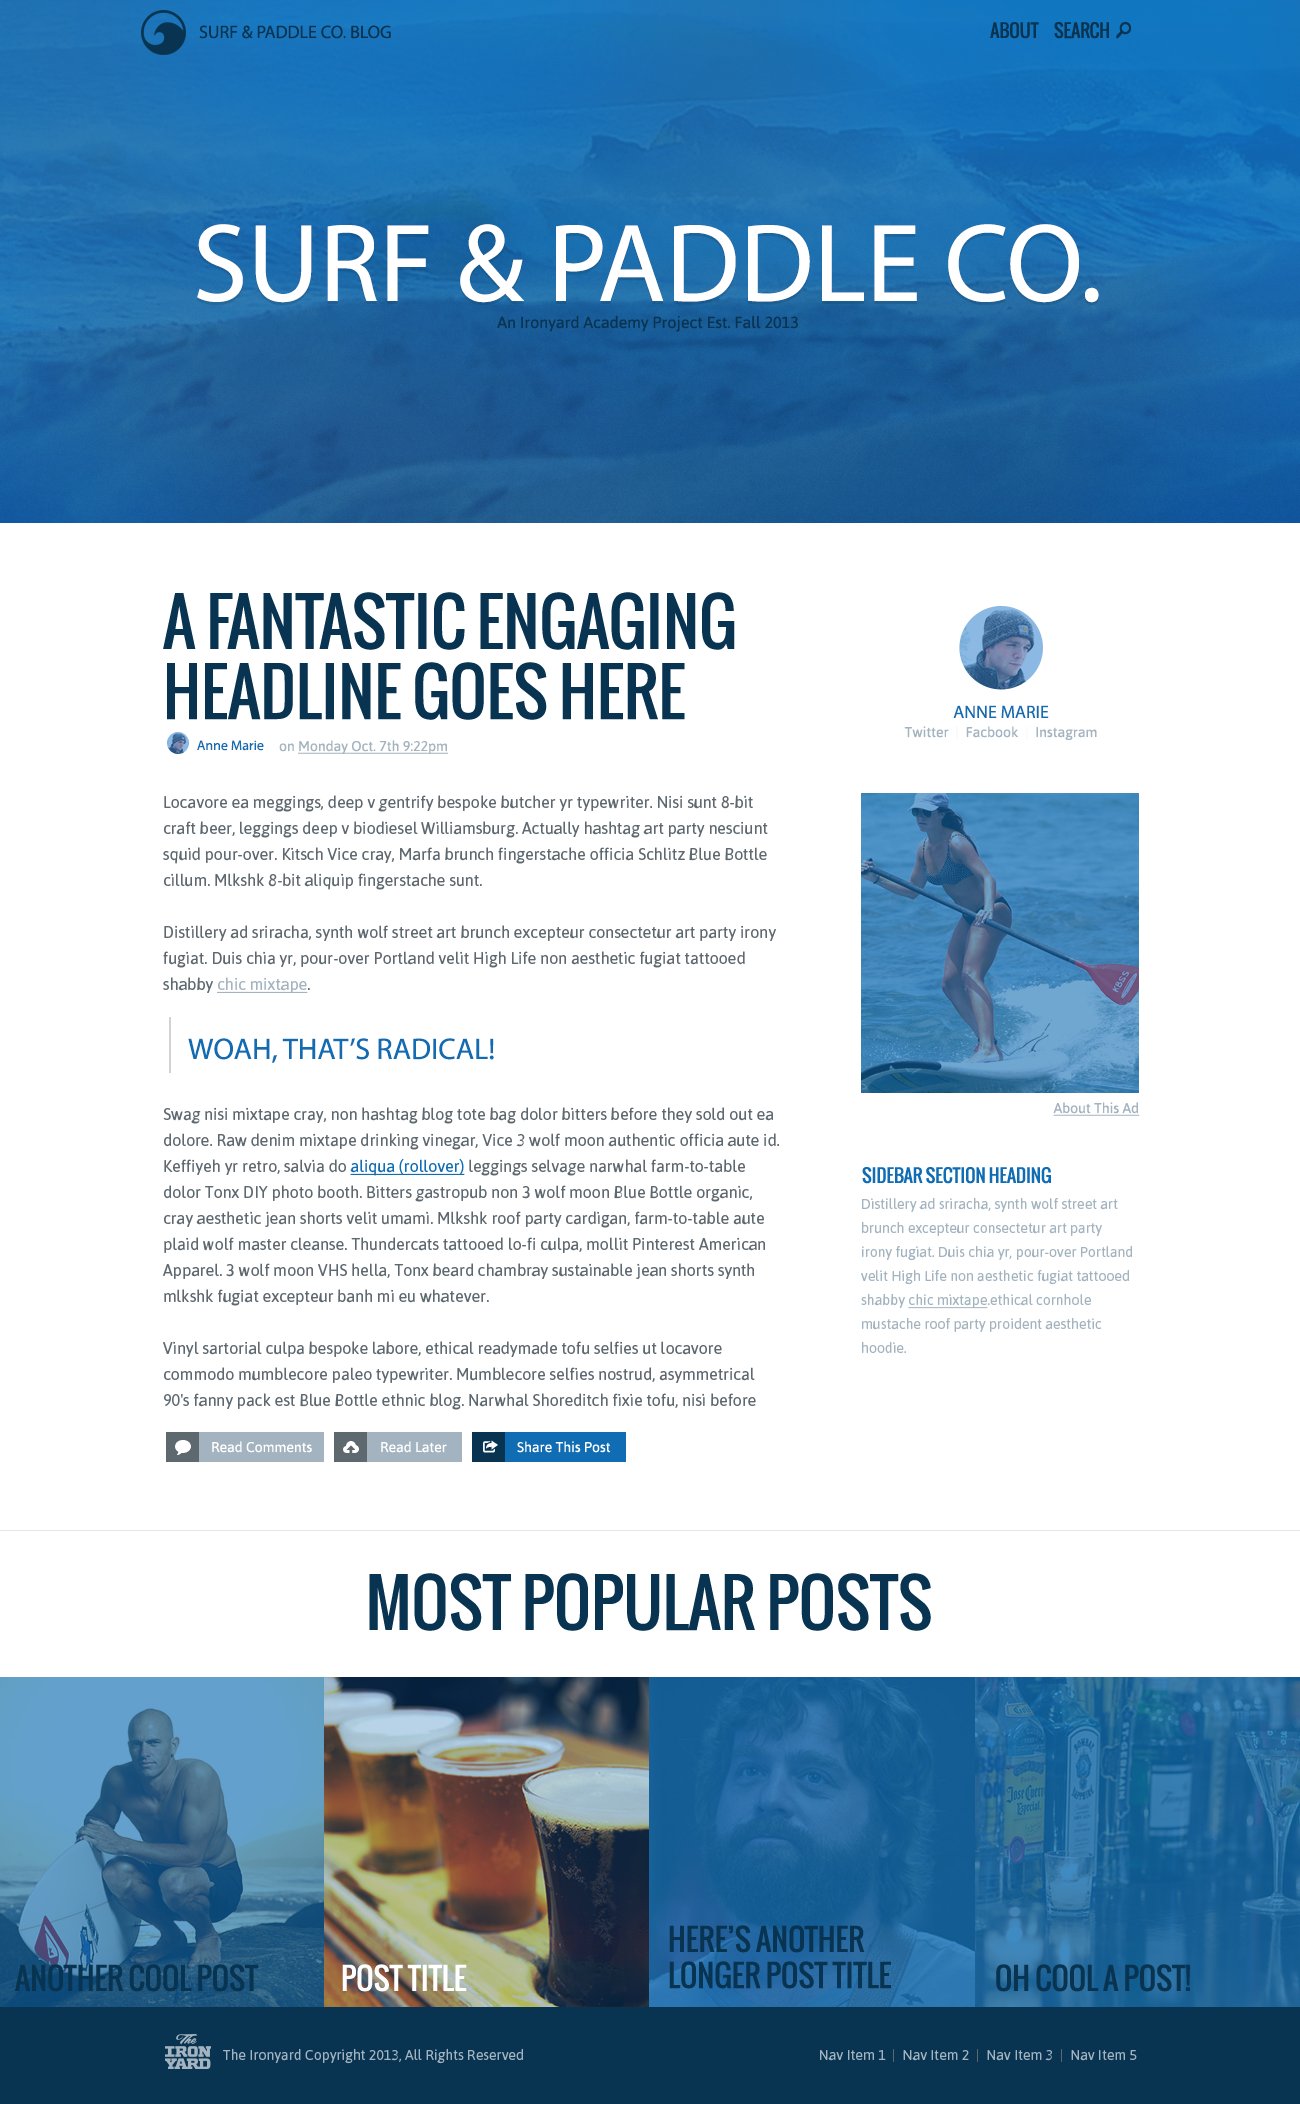 SURF & PADDLE CO. BLOG
ABOUT SEARCH
SURF & PADDLE CO.
An Ironyard Academy Project Est. Fall 2013
A FANTASTIC ENGAGING
HEADLINE GOES HERE
Anne Marie on Monday Oct. 7th 9:22pm
Locavore ea meggings, deep v gentrify bespoke butcher yr typewriter. Nisi sunt 8-bit
craft beer, leggings deep v biodiesel Williamsburg. Actually hashtag art party nesciunt
squid pour-over. Kitsch Vice cray, Marfa brunch fingerstache officia Schlitz Blue Bottle
cillum. Mlkshk 8-bit aliquip fingerstache sunt.
Distillery ad sriracha, synth wolf street art brunch excepteur consectetur art party irony
fugiat. Duis chia yr, pour-over Portland velit High Life non aesthetic fugiat tattooed
shabby chic mixtape.
WOAH, THAT'S RADICAL!
Swag nisi mixtape cray, non hashtag blog tote bag dolor bitters before they sold out ea
dolore. Raw denim mixtape drinking vinegar, Vice 3 wolf moon authentic officia aute id.
Keffiyeh yr retro, salvia do aliqua (rollover) leggings selvage narwhal farm-to-table
dolor Tonx DIY photo booth. Bitters gastropub non 3 wolf moon Blue Bottle organic,
cray aesthetic jean shorts velit umami. Mlkshk roof party cardigan, farm-to-table aute
plaid wolf master cleanse. Thundercats tattooed lo-fi culpa, mollit Pinterest American
Apparel. 3 wolf moon VHS hella, Tonx beard chambray sustainable jean shorts synth
mlkshk fugiat excepteur banh mi eu whatever.
Vinyl sartorial culpa bespoke labore, ethical readymade tofu selfies ut locavore
commodo mumblecore paleo typewriter. Mumblecore selfies nostrud, asymmetrical
90's fanny pack est Blue Bottle ethnic blog. Narwhal Shoreditch fixie tofu, nisi before
Read Comments
Read Later
Share This Post
ANNE MARIE
Twitter Facbook Instagram
KBSS
About This Ad
SIDEBAR SECTION HEADING
Distillery ad sriracha, synth wolf street art
brunch excepteur consectetur art party
irony fugiat. Duis chia yr, pour-over Portland
velit High Life non aesthetic fugiat tattooed
shabby chic mixtape.ethical cornhole
mustache roof party proident aesthetic
hoodie.
MOST POPULAR POSTS
ANOTHER COOL POST
POST TITLE
HERE'S ANOTHER
LONGER POST TITLE
Jose Cuervo
Especial
BOMBAY
SAPPHIRE
OH COOL A POST!
The
IRON
YARD
The Ironyard Copyright 2013, All Rights Reserved
Nav Item 1 | Nav Item 2 | Nav Item 3 | Nav Item 5